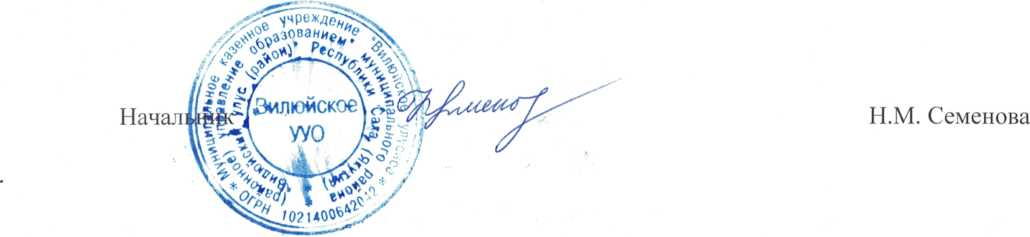 Начальник
Н.М. Семенова
Муниципальное казенное учреждение "Вилюйское улусное
(районное) управление образованием" муниципального района
"Вилюйский улус (район)" Республики Саха (Якутия)
* ОГРН
Вилюйское
УУО